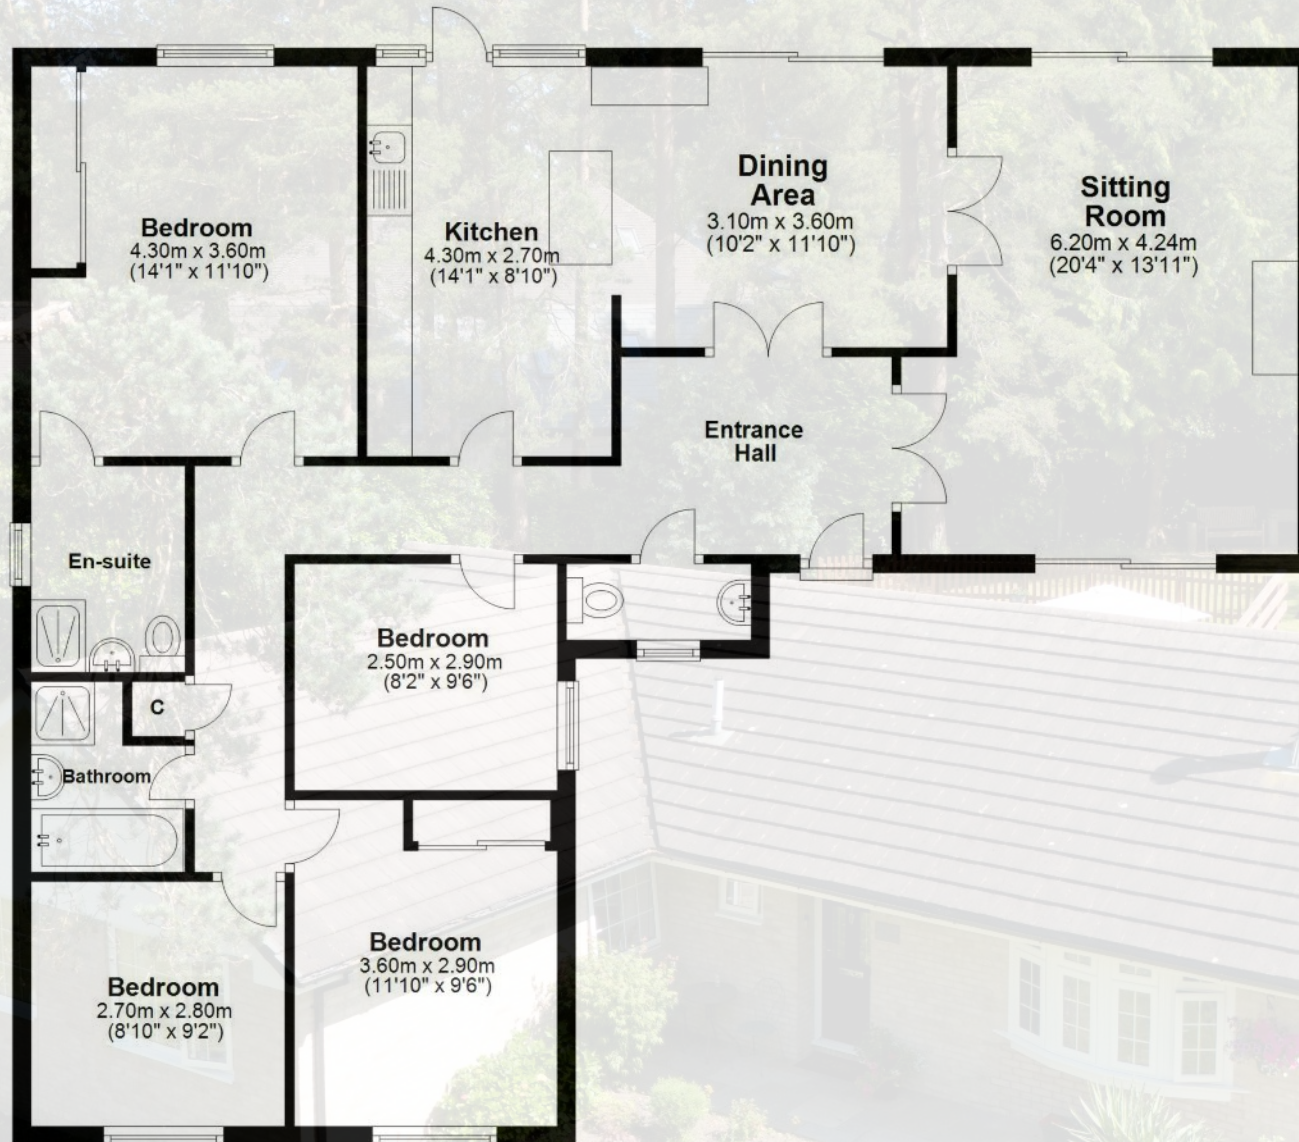 Bedroom
4.30m x 3.60m
(14'1" x 11'10")
Kitchen
4.30m x 2.70m
(14'1" x 8'10")
Dining
Area
3.10m x 3.60m
(10'2" x 11'10")
Sitting
Room
6.20m x 4.24m
(20'4" x 13'11")
Entrance
Hall
En-suite
Bedroom
2.50m x 2.90m
(8'2" x 9'6")
C
Bathroom
Bedroom
3.60m x 2.90m
(11'10" x 9'6")
Bedroom
2.70m x 2.80m
(8'10" x 9'2")